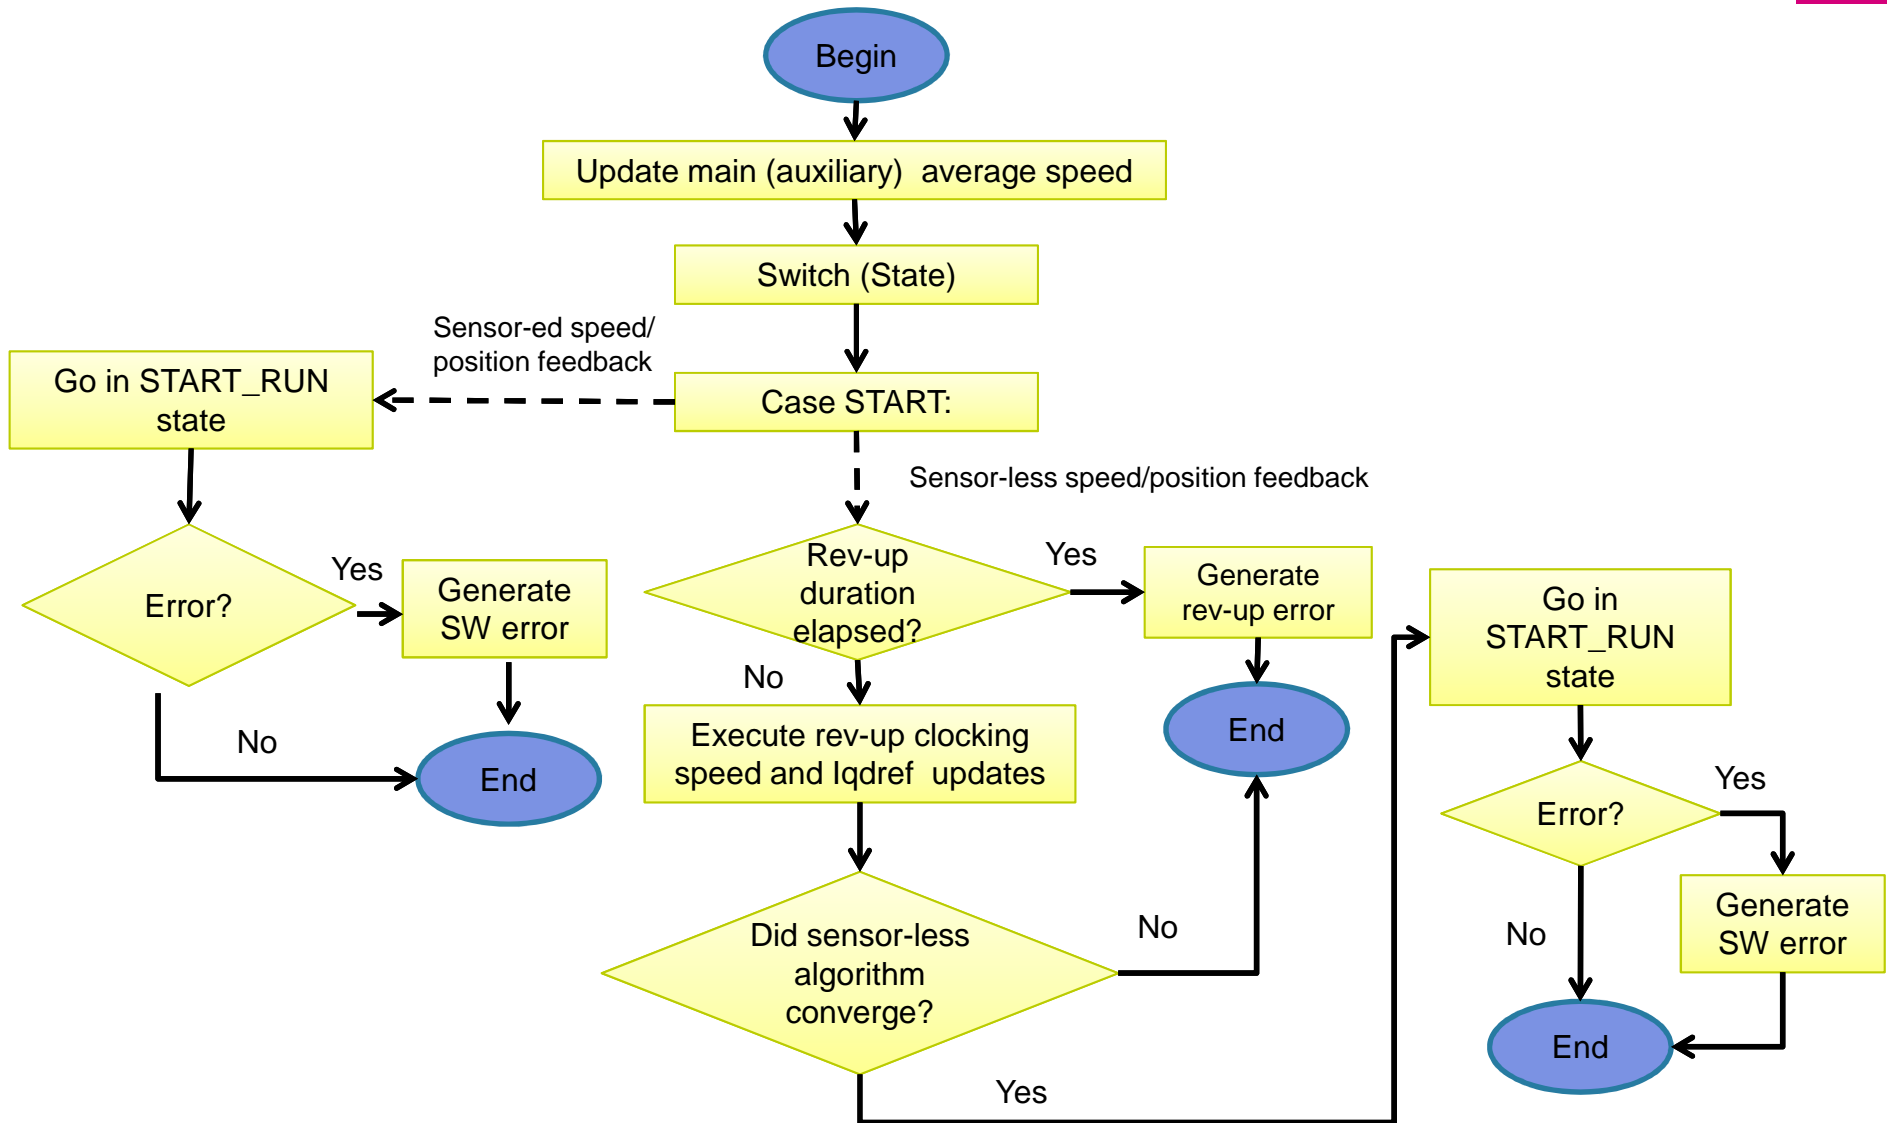 Begin
Update main (auxiliary)  average speed
Switch (State)
Sensor-ed speed/
position feedback
Go in START_RUN
state
Case START:
Sensor-less speed/position feedback
Error?
Yes
Generate
SW error
No
End
Rev-up
duration
elapsed?
Yes
Generate
rev-up error
No
End
Execute rev-up clocking
speed and Iqdref  updates
Did sensor-less
algorithm
converge?
No
Yes
Go in
START_RUN
state
Error?
Yes
Generate
SW error
No
End